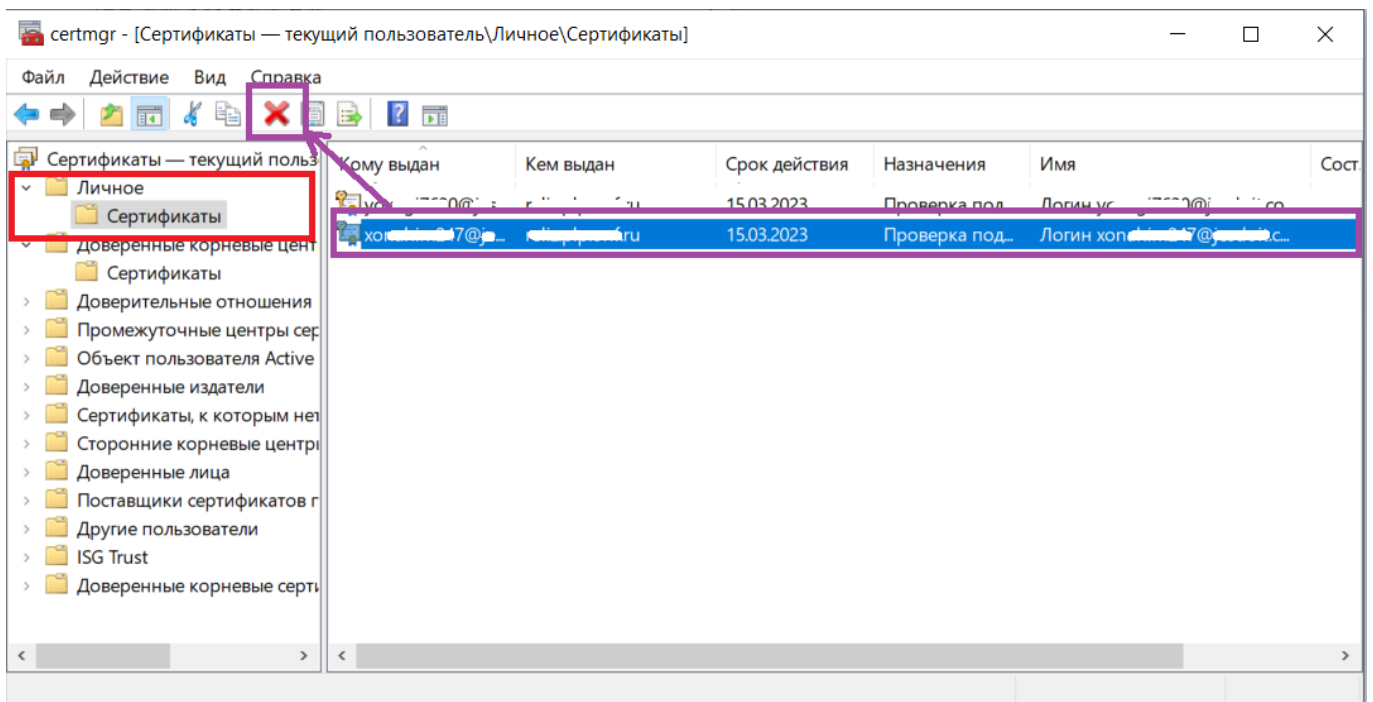 certmgr - [Сертификаты — текущий пользователь\Личное\Сертификаты]
Файл Действие Вид Справка
Сертификаты — текущий польз
Личное
Сертификаты
Доверенные корневые цент
Сертификаты
Доверительные отношения
Промежуточные центры сер
Объект пользователя Active
Доверенные издатели
Сертификаты, к которым нет
Сторонние корневые центры
Доверенные лица
Поставщики сертификатов г
Другие пользователи
ISG Trust
Доверенные корневые серти
Кому выдан Кем выдан Срок действия Назначения Имя Сост.
15.03.2023 Проверка под Логин
15.03.2023 Проверка под... Логин